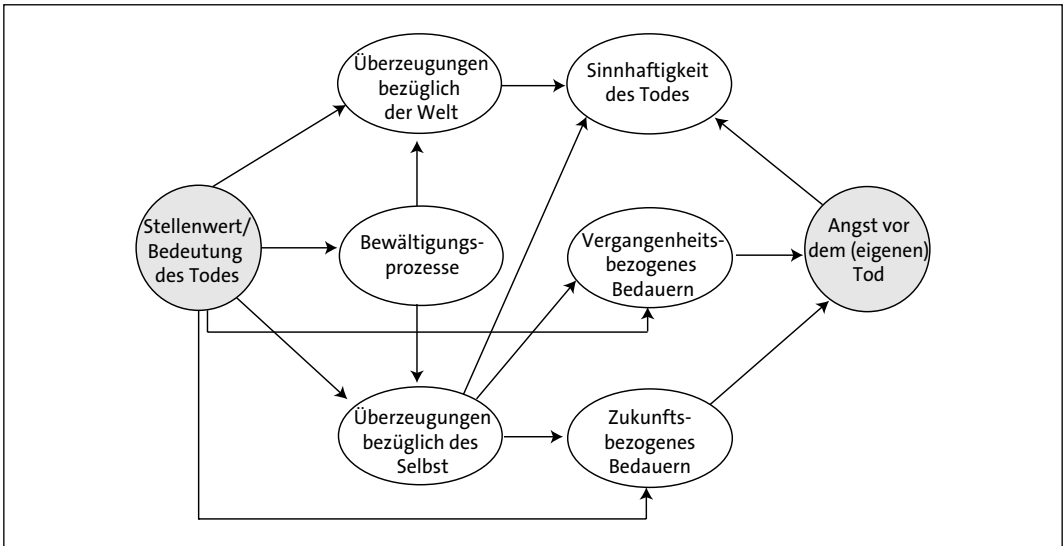 Überzeugungen
bezüglich
der Welt
Sinnhaftigkeit
des Todes
Stellenwert/
Bedeutung
des Todes
Bewältigungs-
prozesse
Vergangenheits-
bezogenes
Bedauern
Angst vor
dem (eigenen)
Tod
Überzeugungen
bezüglich des
Selbst
Zukunfts-
bezogenes
Bedauern